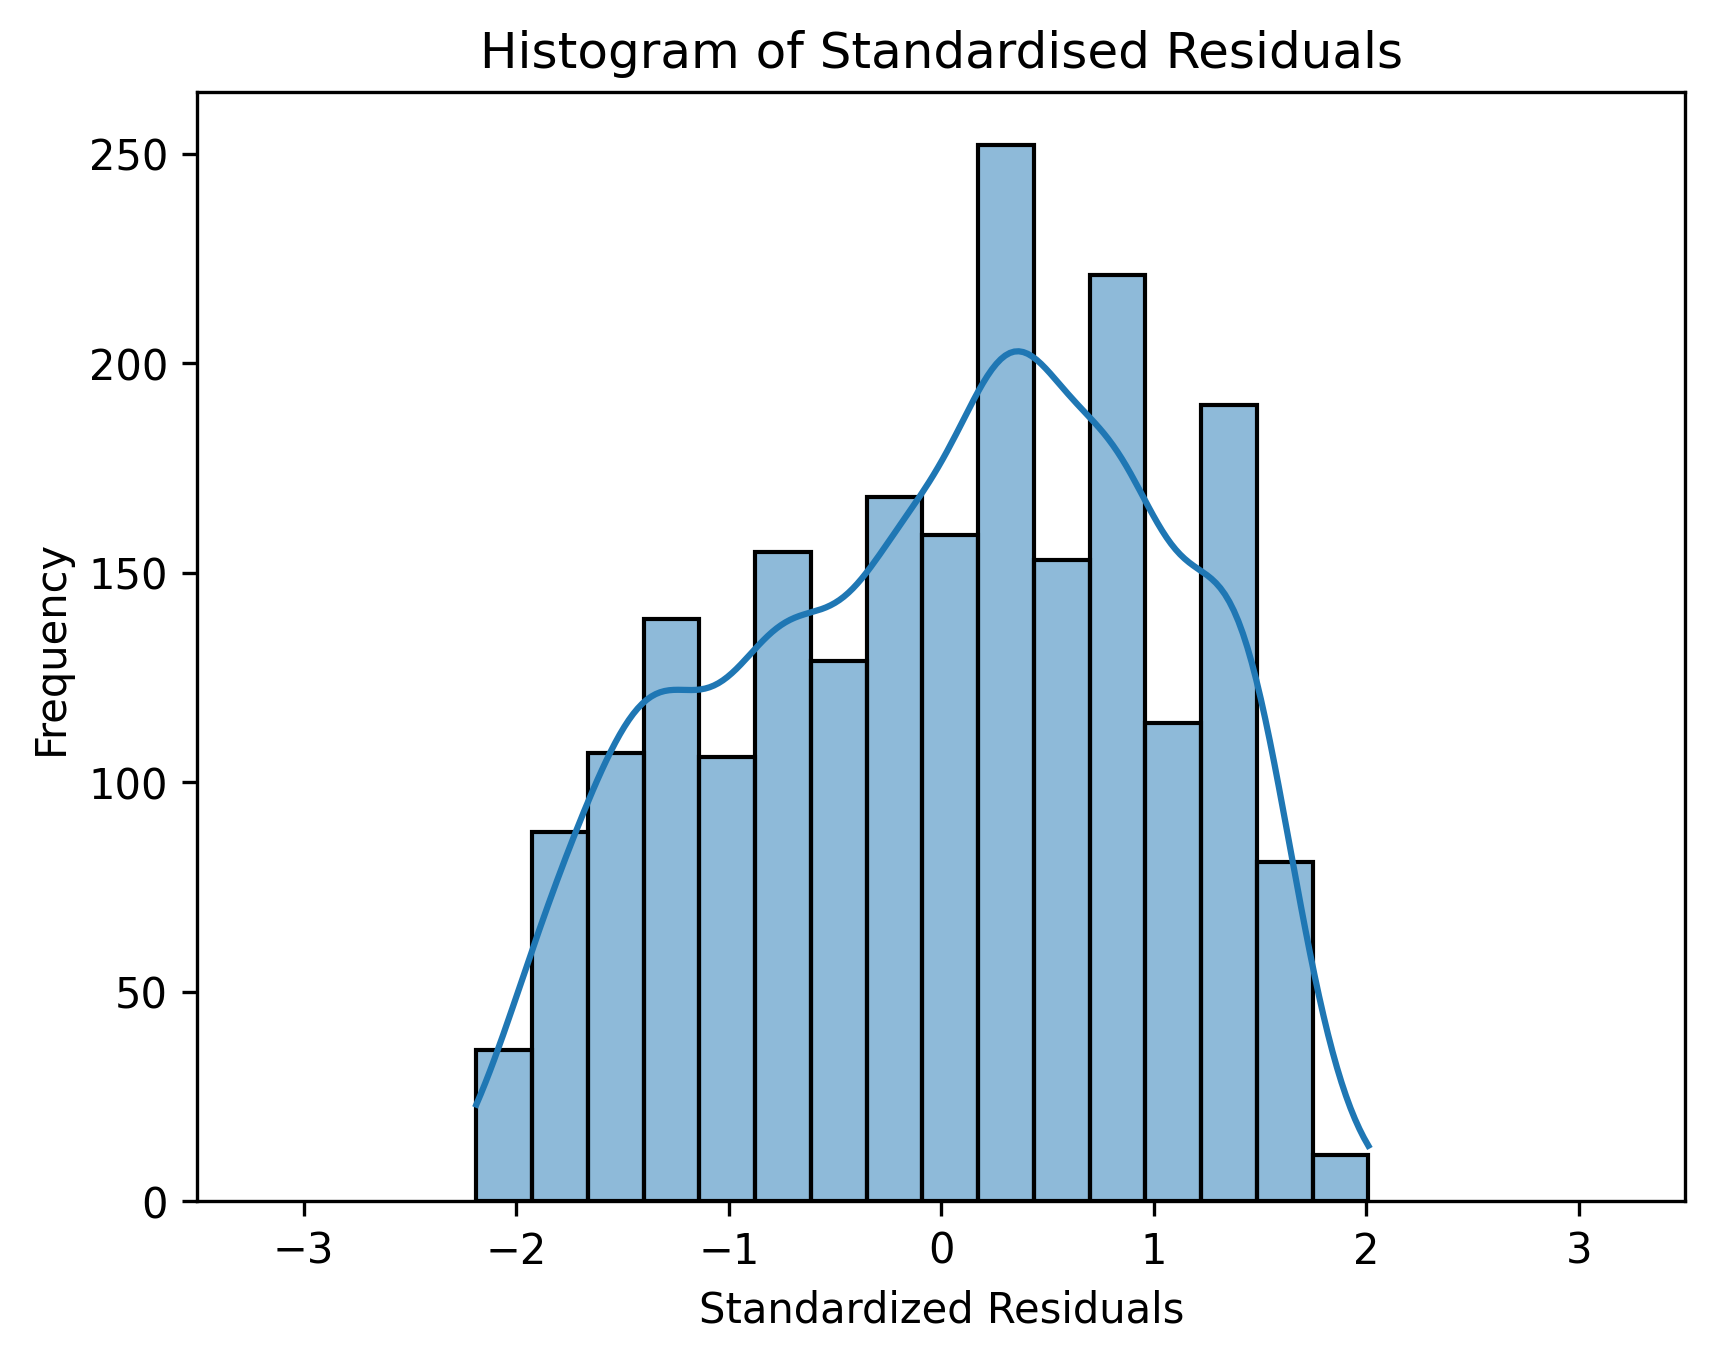 Histogram of Standardised Residuals
250
200
150
100
50
0
Frequency
−3 −2 −1 0 1 2 3
Standardized Residuals